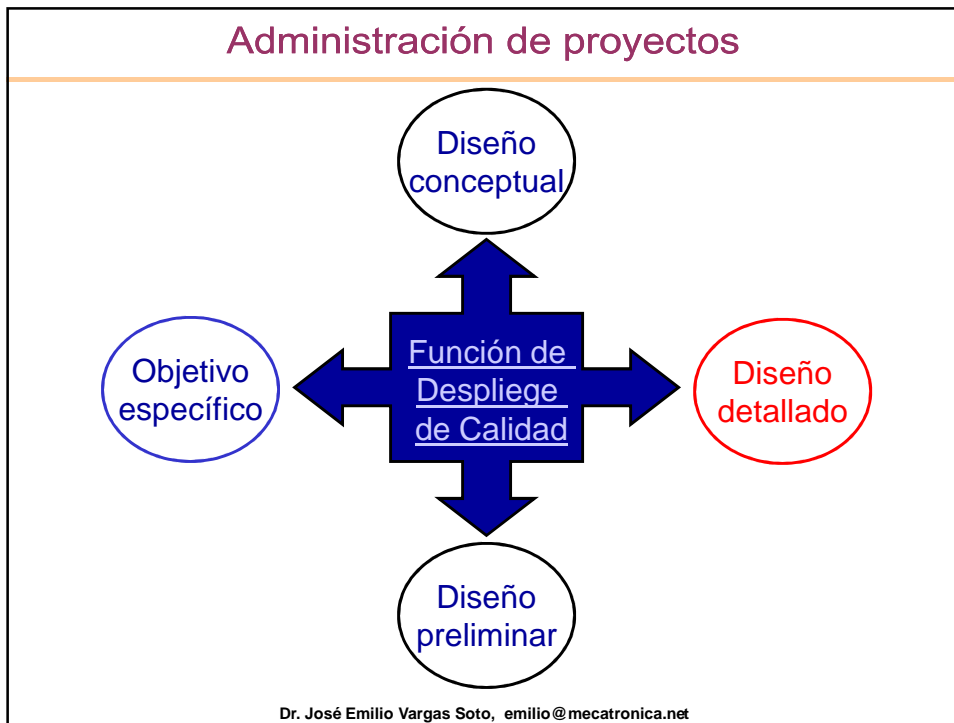 Administración de proyectos
Diseño
conceptual
Objetivo
específico
Función de
Despliege
de Calidad
Diseño
detallado
Diseño
preliminar
Dr. José Emilio Vargas Soto, emilio@mecatronica.net